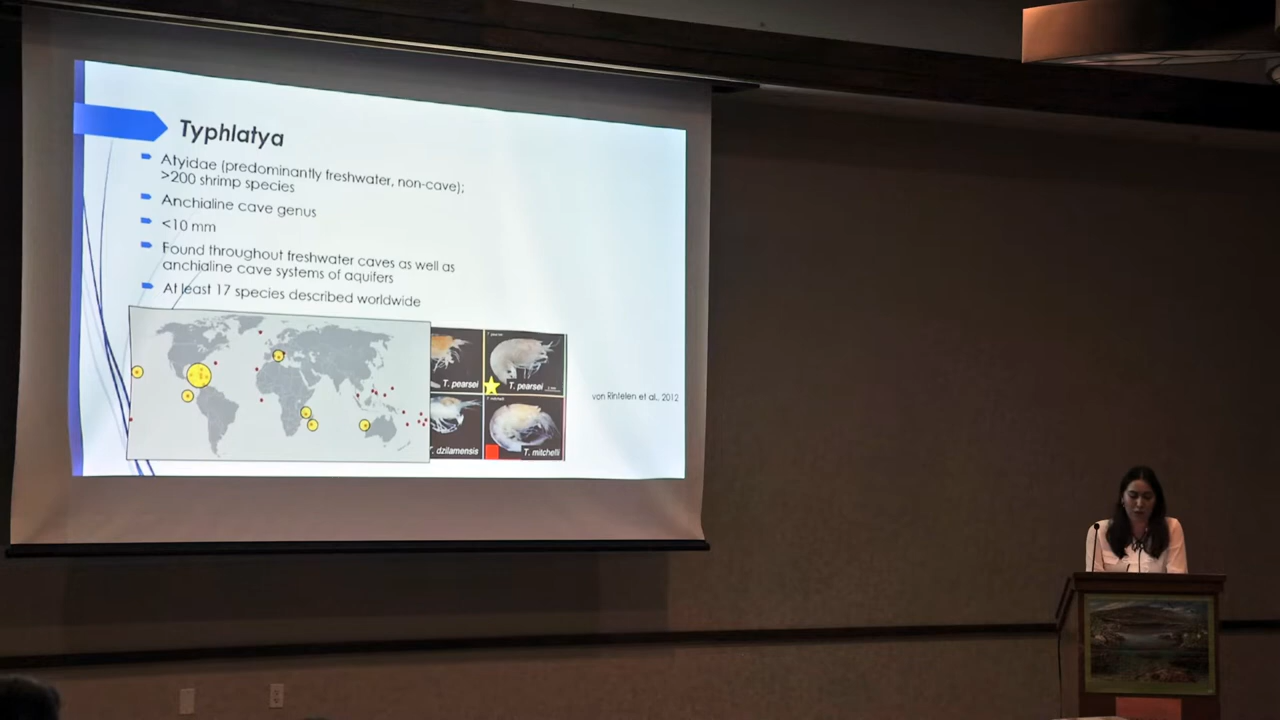 Typhlatya
Atyidae (predominantly freshwater, non-cave);
>200 shrimp species
Anchialine cave genus
<10 mm
Found throughout freshwater caves as well as
anchialine cave systems of aquifers
At least 17 species described worldwide
T. pearsei
T. pearsei
T. dzilamensis
T. mitchelli
von Rintelen et al., 2012